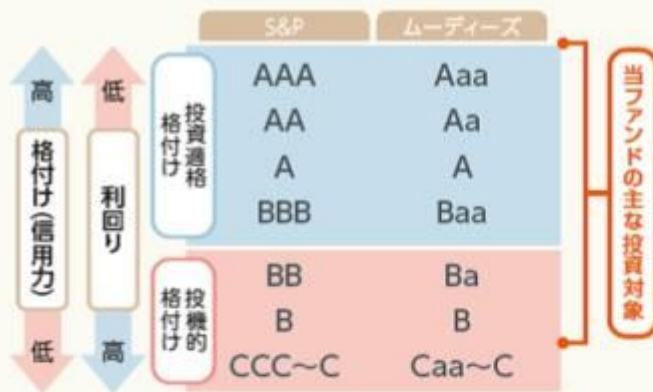 S&P
ムーディーズ
高
格付け(信用力)
低
低
利回り
高
投資適格
格付け
AAA
Aaa
AA
Aa
A
A
BBB
Baa
投機的
格付け
BB
Ba
B
B
CCC～C
Caa～C
当ファンドの主な投資対象